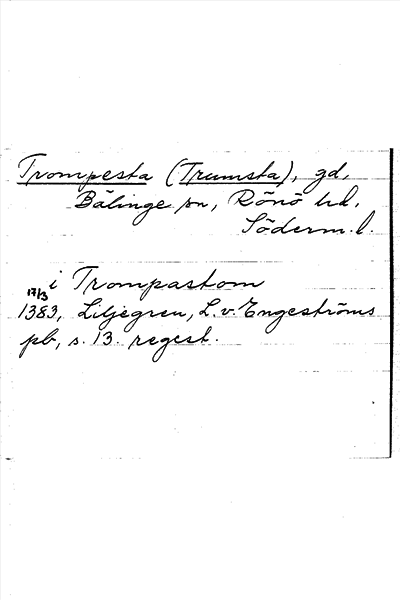 Trompesta (Trumsta), gd,
Bälinge sn, Rönö hd,
Söderm. l.
i Trompastom
17/3
1383, Liljegren, L. v. Engeströms
pb, s. 13. regest.